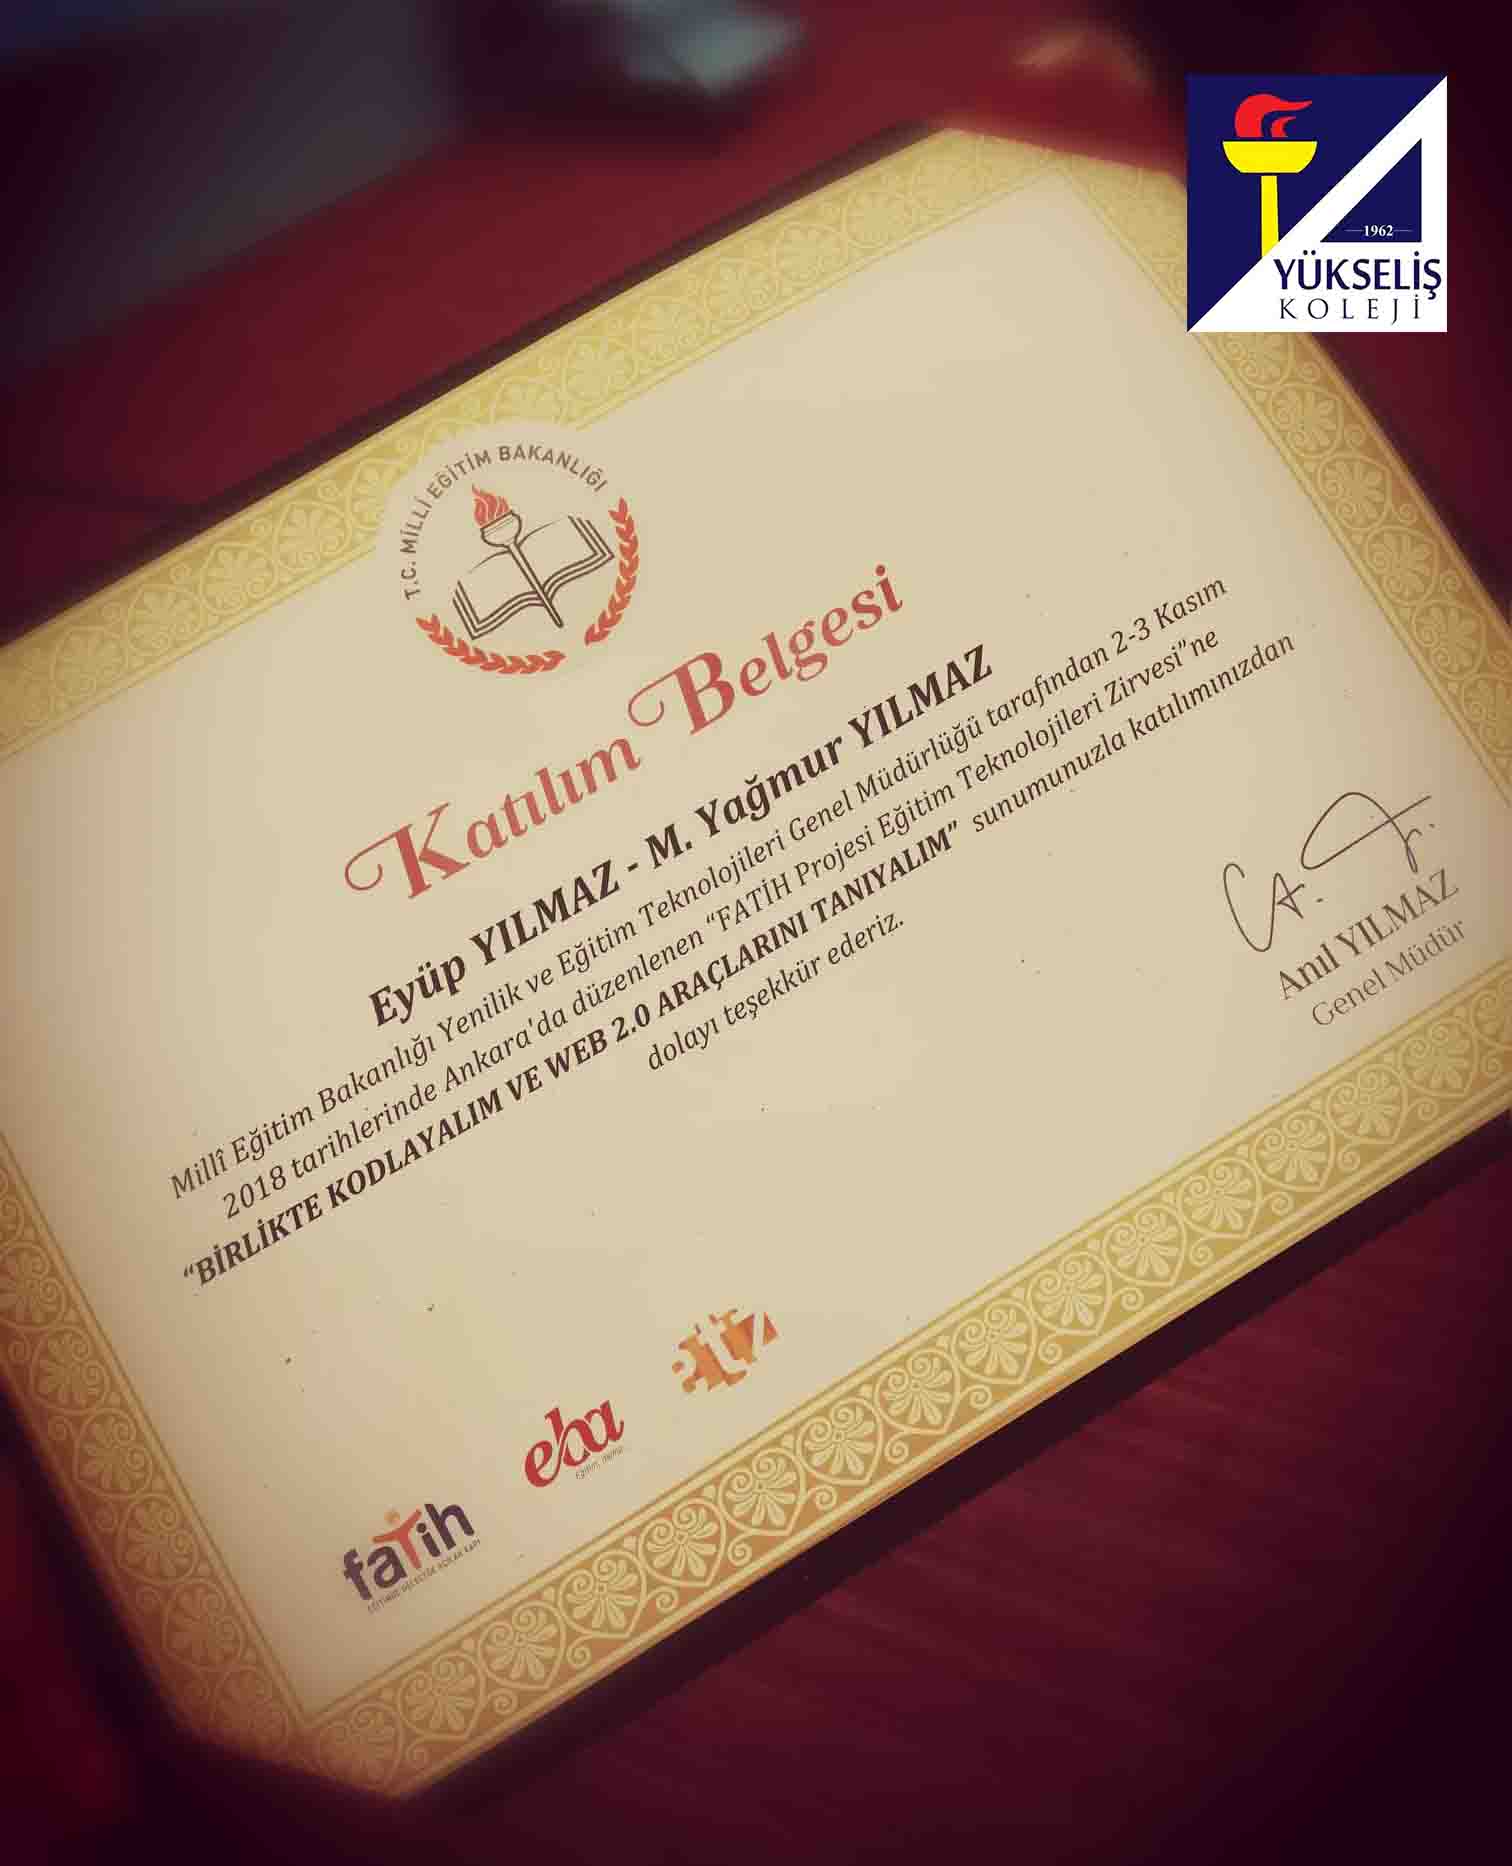 1962
YÜKSELİŞ
KOLEJİ
T.C. MİLLÎ EĞİTİM BAKANLIĞI
Katılım Belgesi
Eyüp YILMAZ - M. Yağmur YILMAZ
Millî Eğitim Bakanlığı Yenilik ve Eğitim Teknolojileri Genel Müdürlüğü tarafından 2-3 Kasım
2018 tarihlerinde Ankara'da düzenlenen “FATİH Projesi Eğitim Teknolojileri Zirvesi”ne
“BİRLİKTE KODLAYALIM VE WEB 2.0 ARAÇLARINI TANIYALIM” sunumunuzla katılımınızdan
dolayı teşekkür ederiz.
Anıl YILMAZ
Genel Müdür
fatih
eba
etz